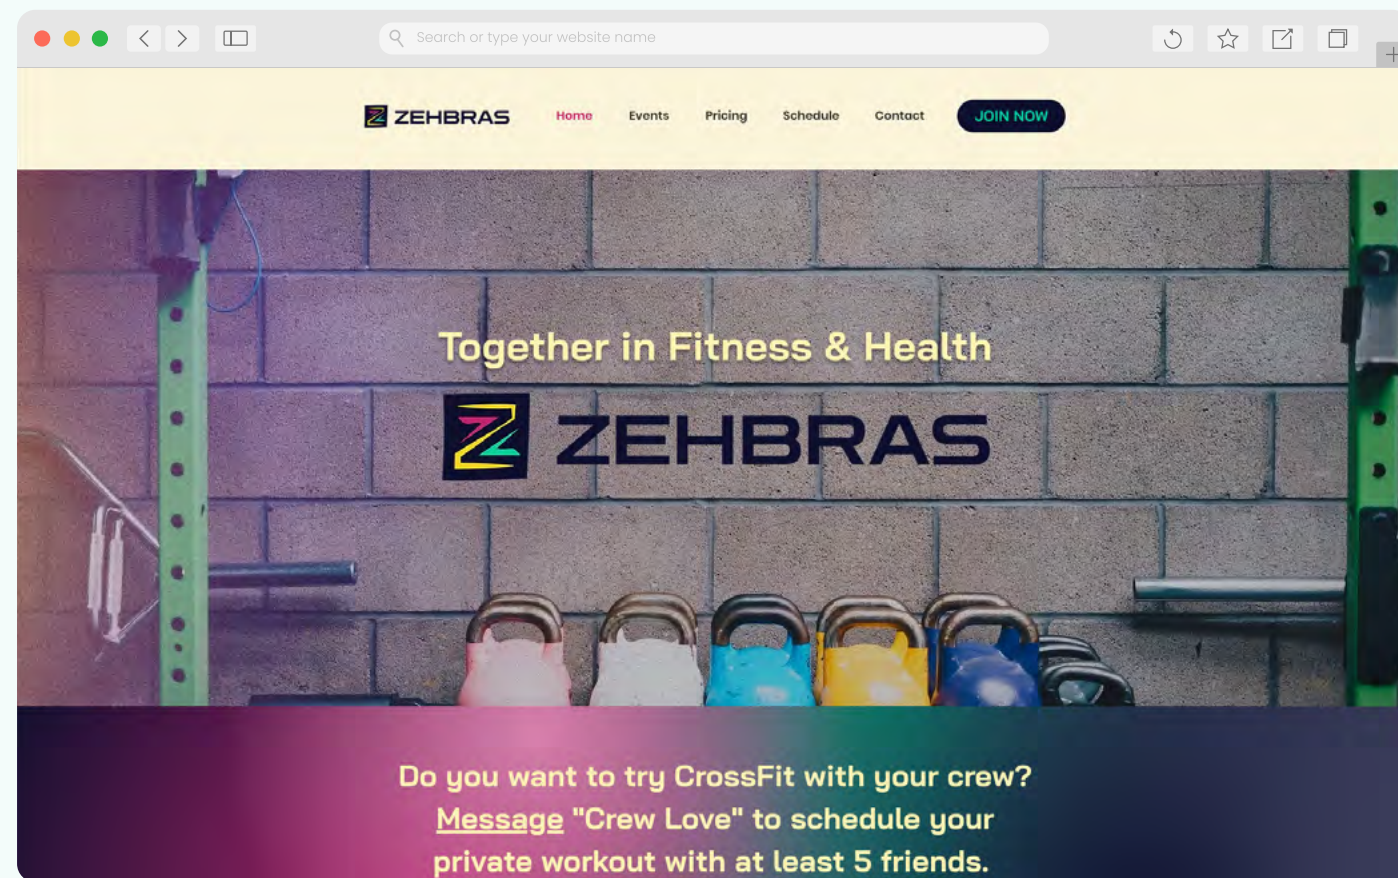 Search or type your website name
ZEHBRAS Home Events Pricing Schedule Contact JOIN NOW
Together in Fitness & Health
ZEHBRAS
Do you want to try CrossFit with your crew?
Message "Crew Love" to schedule your
private workout with at least 5 friends.